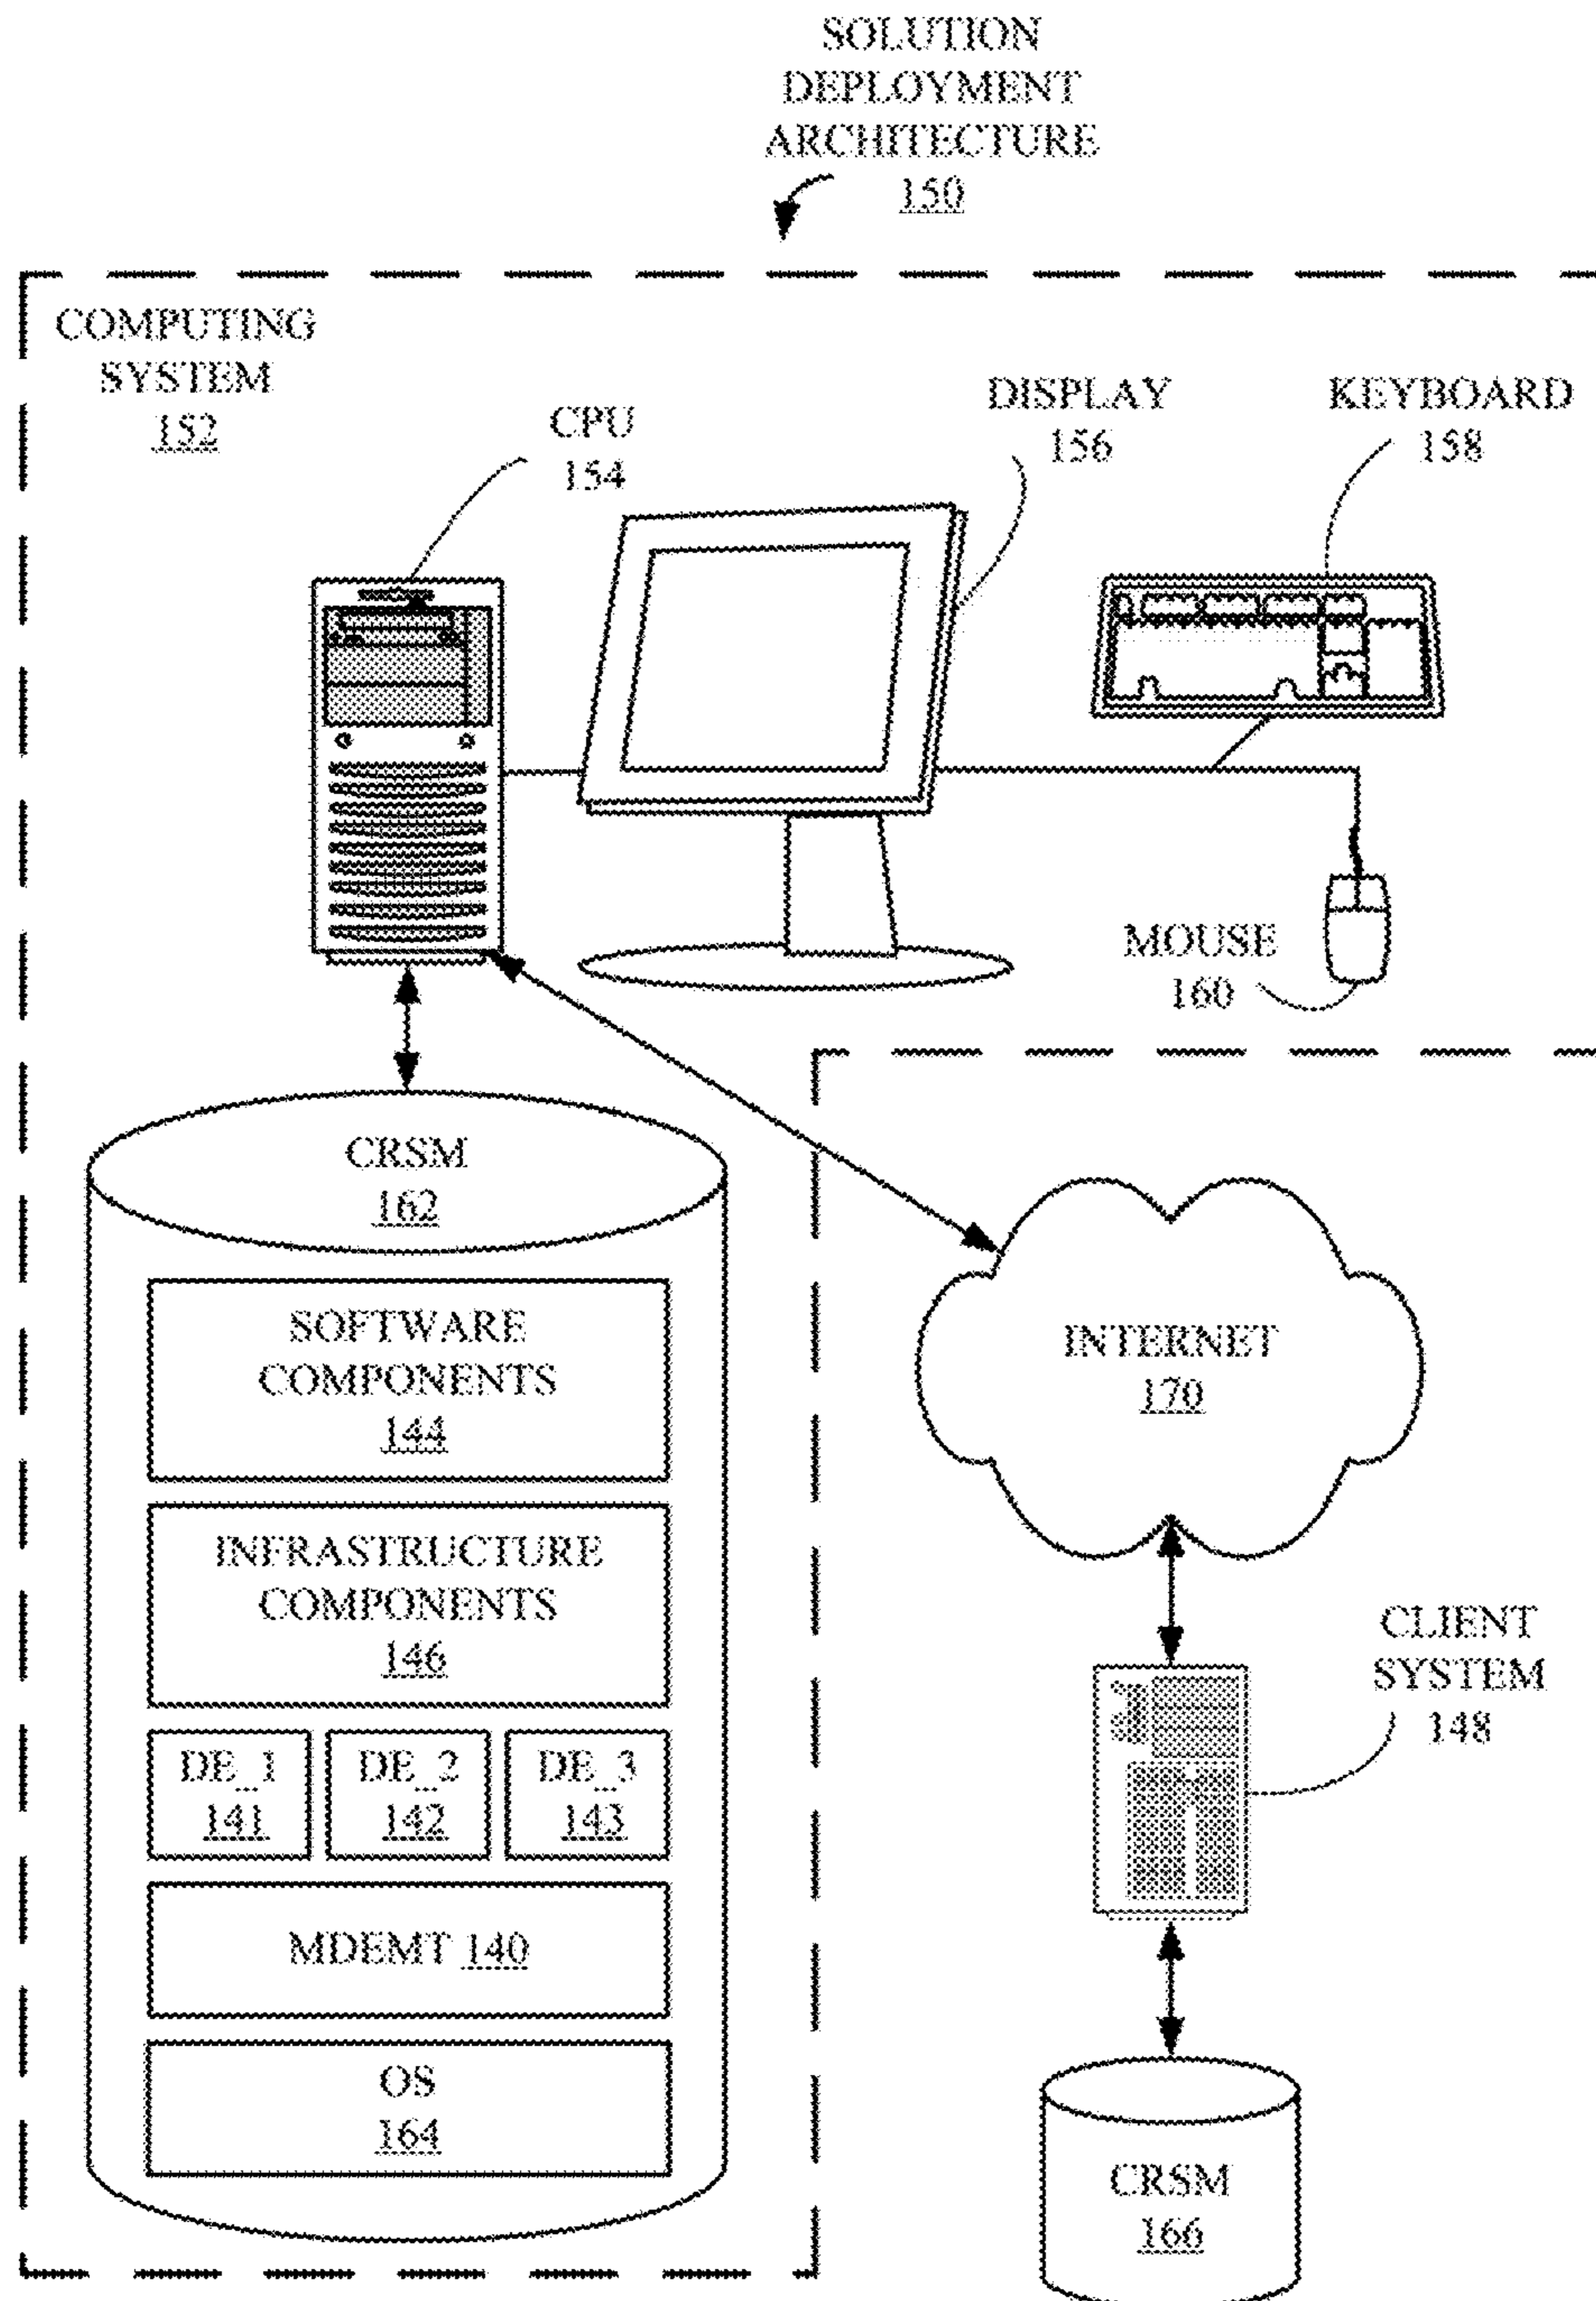 SOLUTION
DEPLOYMENT
ARCHITECTURE
150
COMPUTING
SYSTEM
152
CPU
154
DISPLAY
156
KEYBOARD
158
MOUSE
160
CRSM
162
SOFTWARE
COMPONENTS
144
INFRASTRUCTURE
COMPONENTS
146
DE_1
141
DE_2
142
DE_3
143
MDEMT 140
OS
164
INTERNET
170
CLIENT
SYSTEM
148
CRSM
166